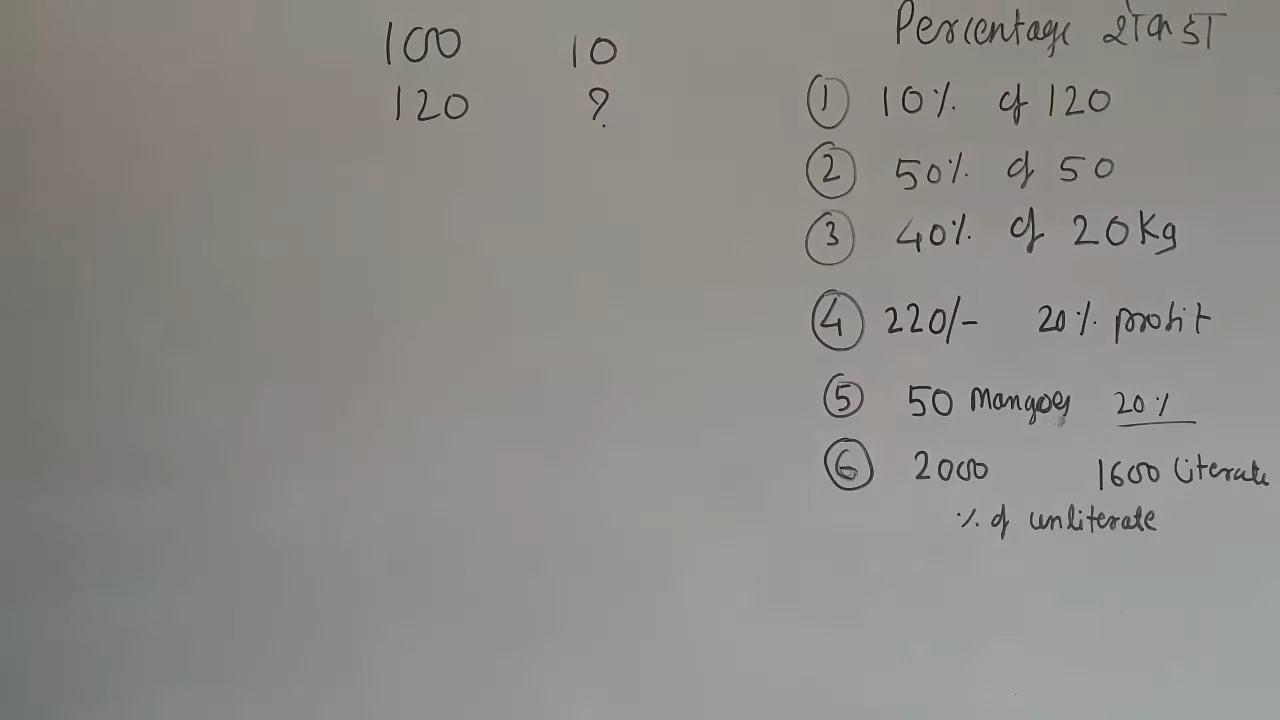 100 10
120 ?
Percentage
① 10% of 120
② 50% of 50
③ 40% of 20Kg
④ 220/- 20% profit
⑤ 50 Mangoes 20%
⑥ 2000 1600 literate
% of unliterate